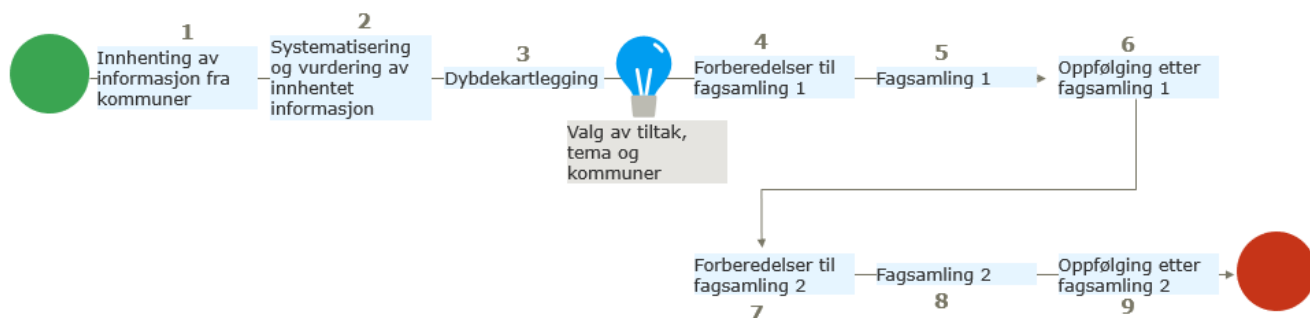 1
Innhenting av
informasjon fra
kommuner
2
Systematisering
og vurdering av
innhentet
informasjon
3
Dybdekartlegging
Valg av tiltak,
tema og
kommuner
4
Forberedelser til
fagsamling 1
5
Fagsamling 1
6
Oppfølging etter
fagsamling 1
Forberedelser til
fagsamling 2
7
Fagsamling 2
8
Oppfølging etter
fagsamling 2
9